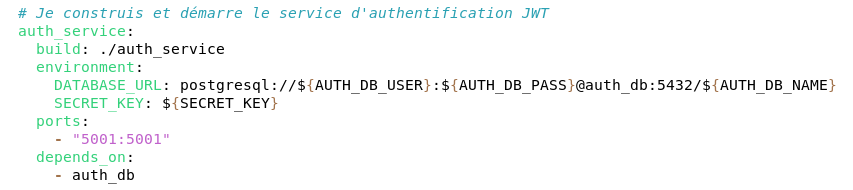 # Je construis et démarre le service d'authentification JWT
auth_service:
  build: ./auth_service
  environment:
    DATABASE_URL: postgresql://${AUTH_DB_USER}:${AUTH_DB_PASS}@auth_db:5432/${AUTH_DB_NAME}
    SECRET_KEY: ${SECRET_KEY}
  ports:
    - "5001:5001"
  depends_on:
    - auth_db